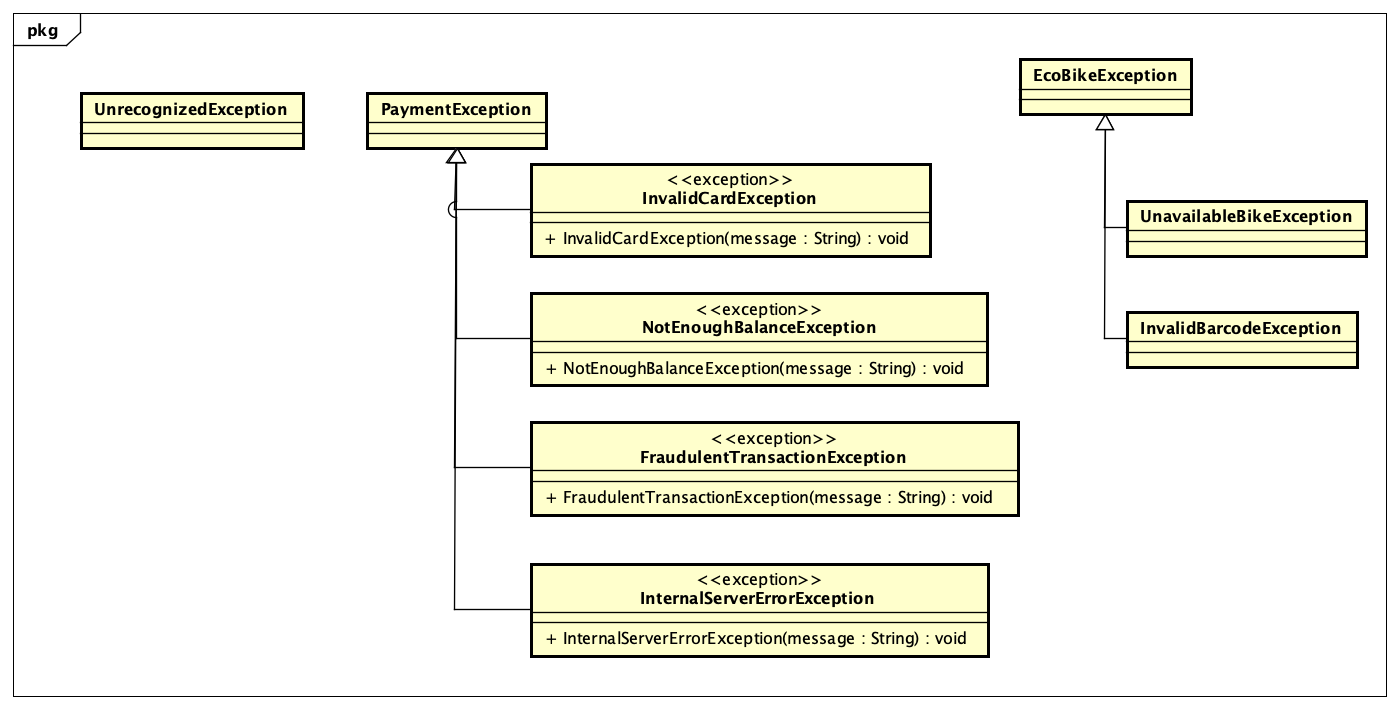 pkg
UnrecognizedException
PaymentException
EcoBikeException
<<exception>>
InvalidCardException
+ InvalidCardException(message : String) : void
UnavailableBikeException
<<exception>>
NotEnoughBalanceException
+ NotEnoughBalanceException(message : String) : void
InvalidBarcodeException
<<exception>>
FraudulentTransactionException
+ FraudulentTransactionException(message : String) : void
<<exception>>
InternalServerErrorException
+ InternalServerErrorException(message : String) : void